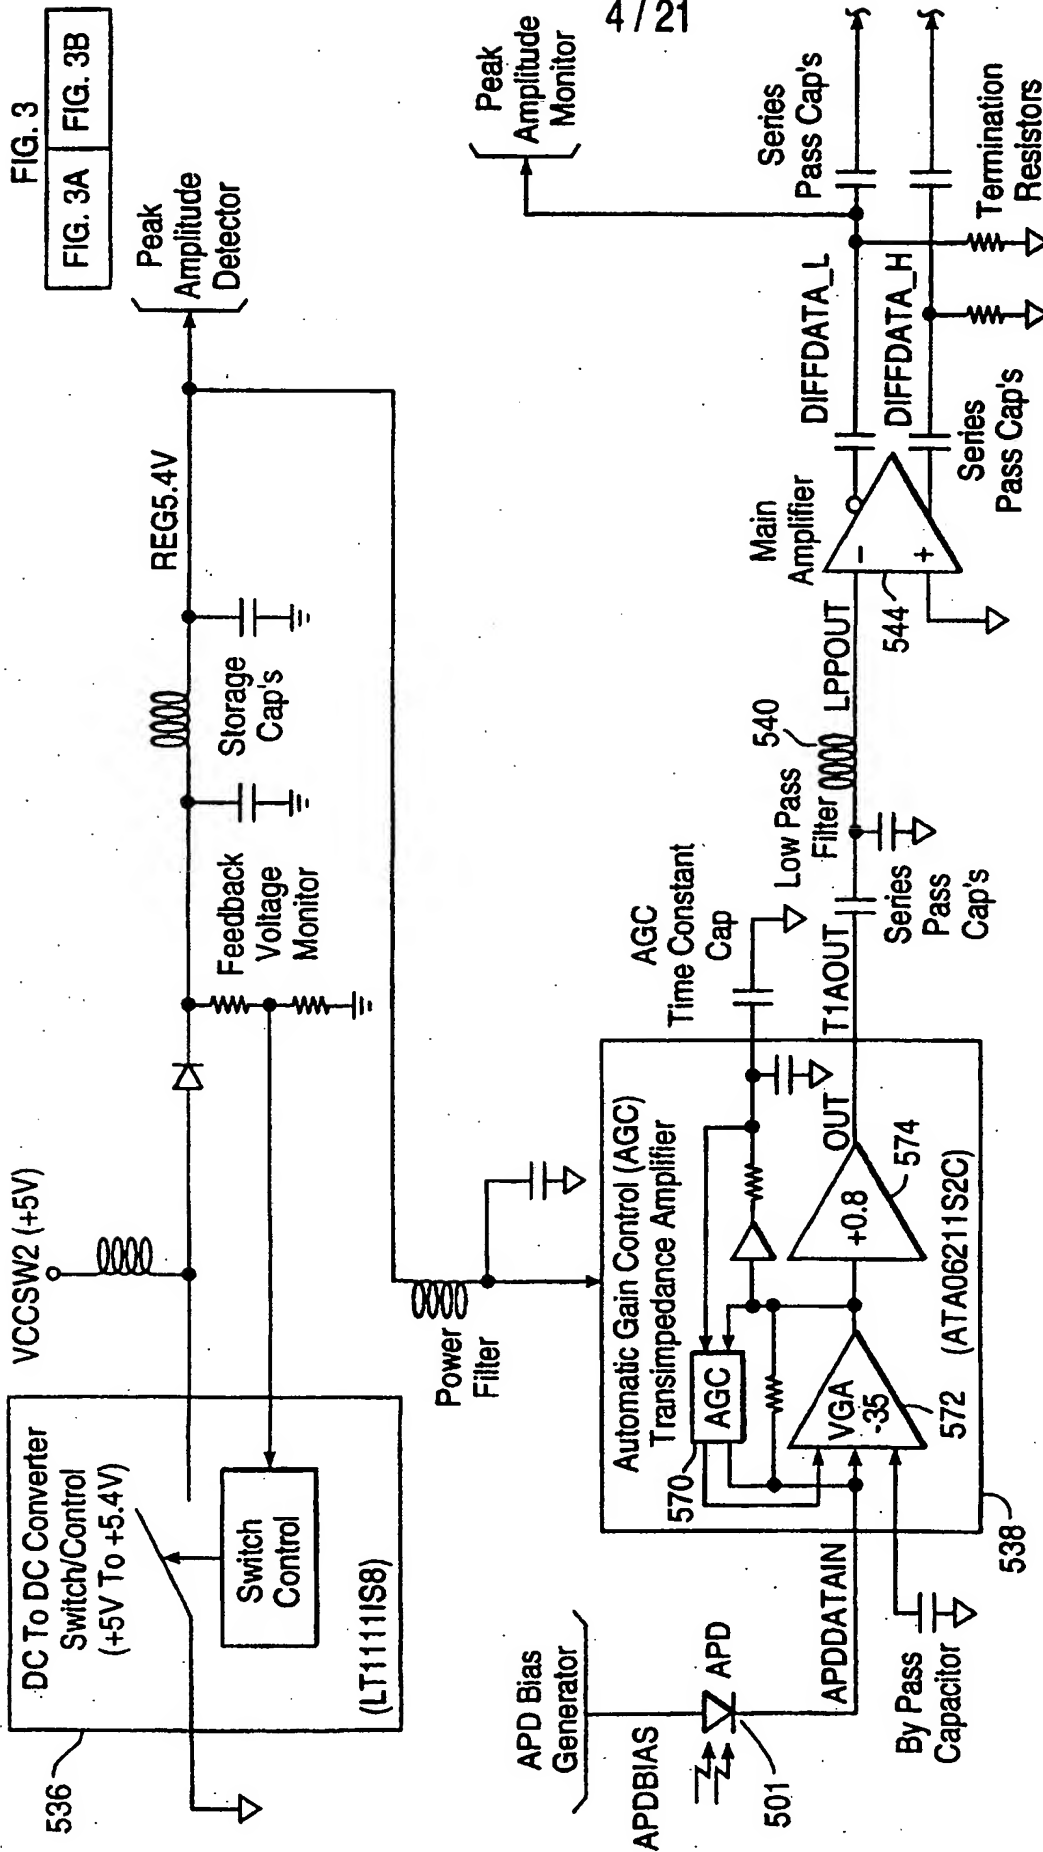 4/21
FIG. 3
FIG. 3A
FIG. 3B
DC To DC Converter
Switch/Control
(+5V To +5.4V)
Switch
Control
(LT1111IS8)
536
VCCSW2 (+5V)
Feedback
Voltage
Monitor
Storage
Cap's
REG5.4V
Peak
Amplitude
Detector
Power
Filter
Peak
Amplitude
Monitor
APD Bias
Generator
APDBIAS
APD
501
APDDATAIN
By Pass
Capacitor
Automatic Gain Control (AGC)
Transimpedance Amplifier
AGC
570
VGA
-35
572
+0.8
574
OUT
(ATA06211S2C)
538
AGC
Time Constant
Cap
T1AOUT
Series
Pass
Cap's
Low Pass
Filter
540
LPPOUT
Main
Amplifier
-
+
544
DIFFDATA_L
DIFFDATA_H
Series
Pass Cap's
Series
Pass Cap's
Termination
Resistors